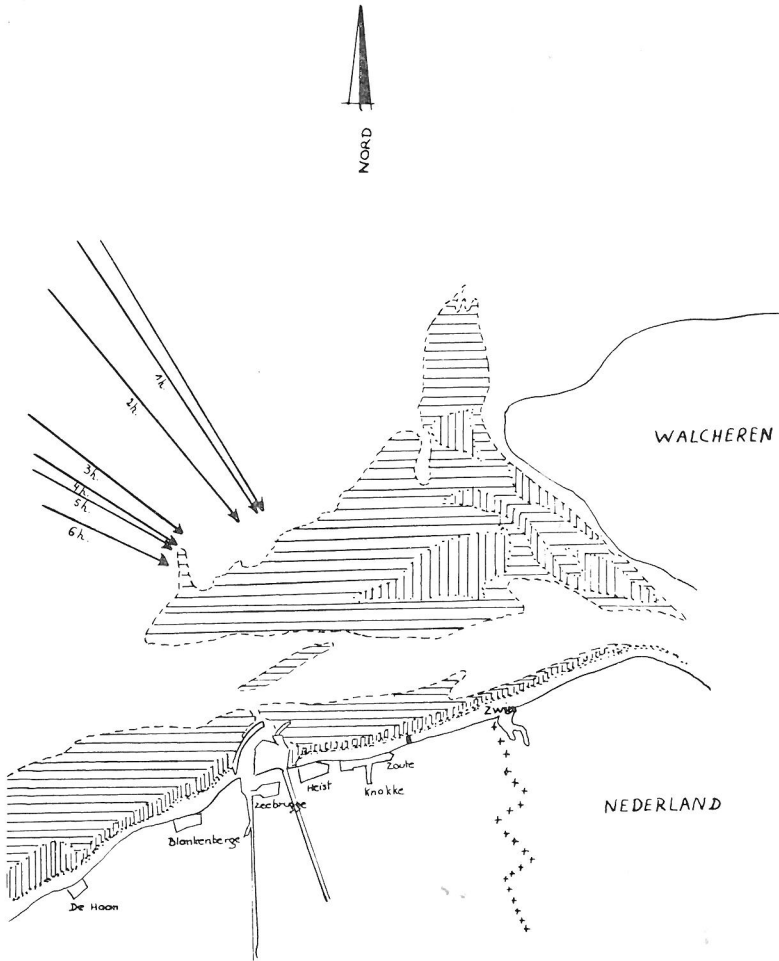 NORD
1h.
2h.
3h.
4h.
5h.
6h.
WALCHEREN
Zwin
Zoute
Heist
Knokke
Zeebrugge
NEDERLAND
Blankenberge
De Haan